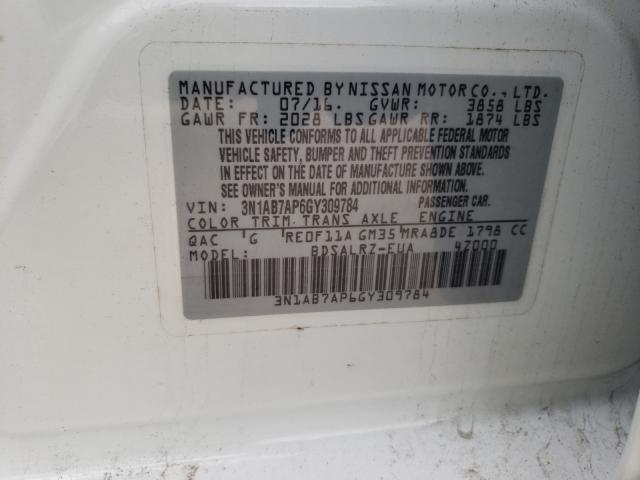 MANUFACTURED BY NISSAN MOTOR CO., LTD.
DATE: 07/16. GVWR: 3858 LBS
GAWR FR: 2028 LBS GAWR RR: 1874 LBS
THIS VEHICLE CONFORMS TO ALL APPLICABLE FEDERAL MOTOR
VEHICLE SAFETY, BUMPER AND THEFT PREVENTION STANDARDS
IN EFFECT ON THE DATE OF MANUFACTURE SHOWN ABOVE.
SEE OWNER'S MANUAL FOR ADDITIONAL INFORMATION.
VIN: 3N1AB7AP6GY309784 PASSENGER CAR.
COLOR TRIM TRANS AXLE ENGINE
QAC G RE0F11A GM35 MRA8DE 1798 CC
MODEL: BDSALRZ-EUA 4Z000
3N1AB7AP6GY309784